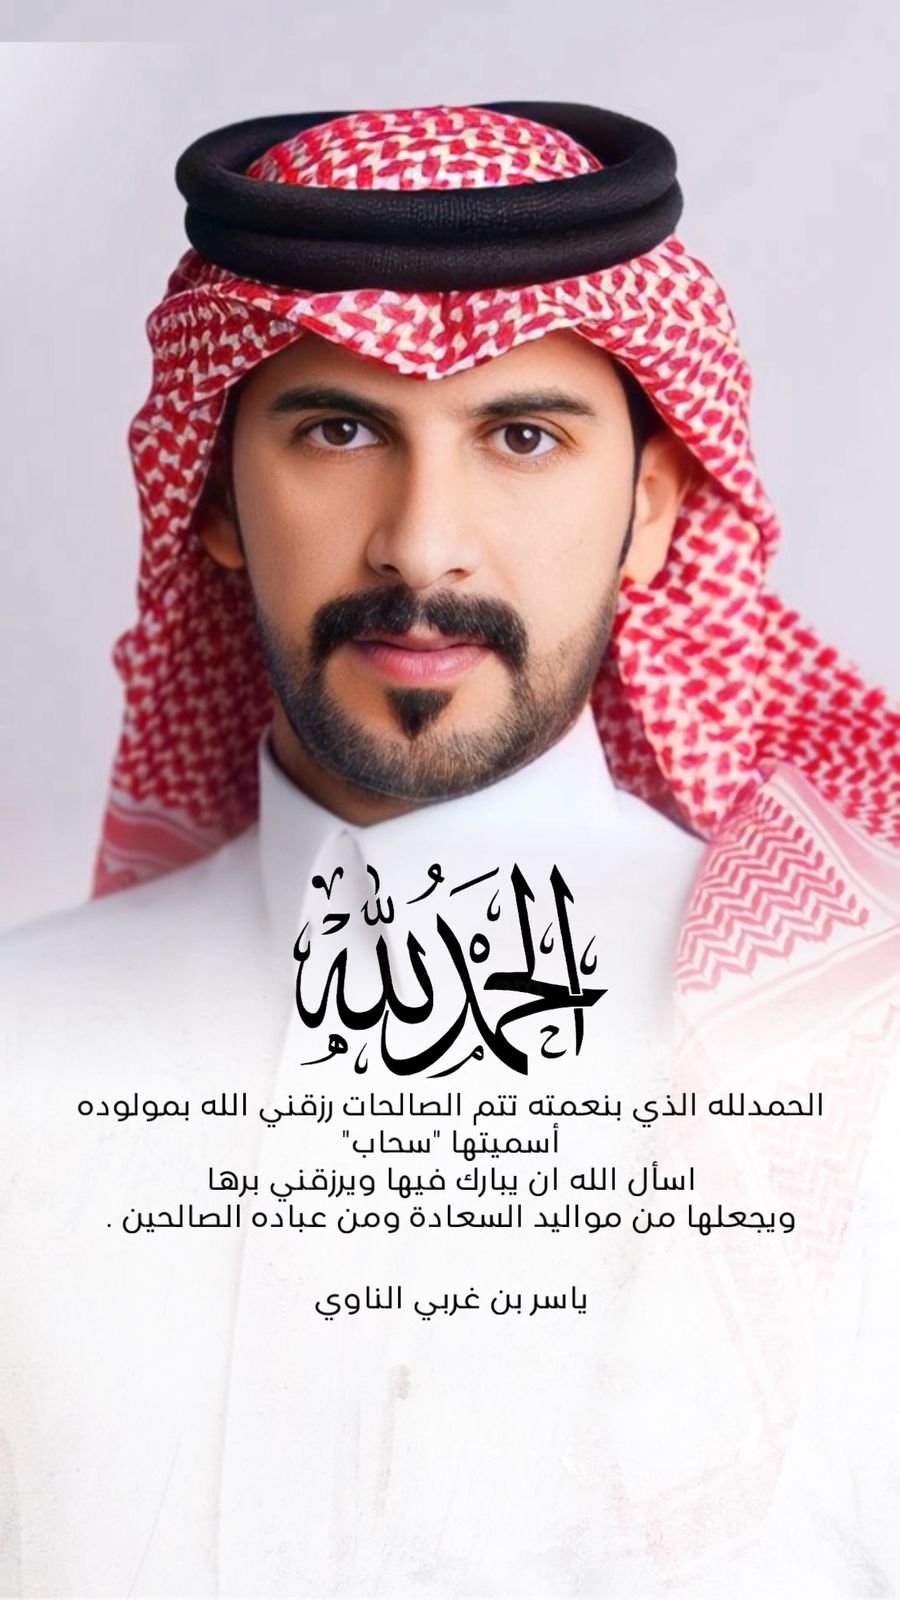 الحمدلله
الحمدلله الذي بنعمته تتم الصالحات رزقني الله بمولوده
أسميتها "سحاب"
اسأل الله ان يبارك فيها ويرزقني برها
ويجعلها من مواليد السعادة ومن عباده الصالحين .
ياسر بن غربي الناوي